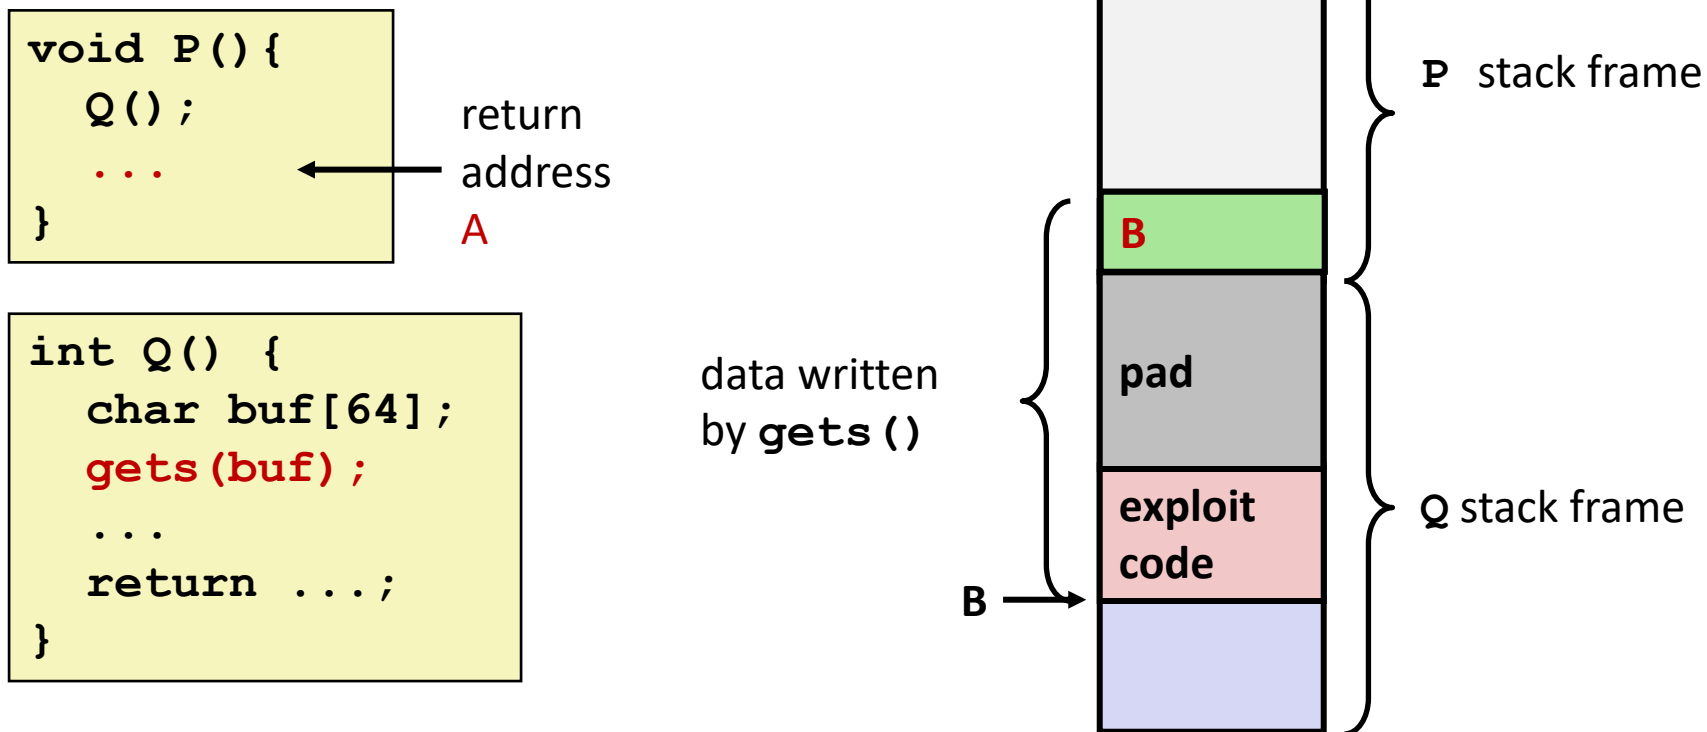 void P(){
  Q();
  ...
}
return
address
A
int Q() {
  char buf[64];
  gets(buf);
  ...
  return ...;
}
data written
by gets()
B
B
pad
exploit
code
P stack frame
Q stack frame